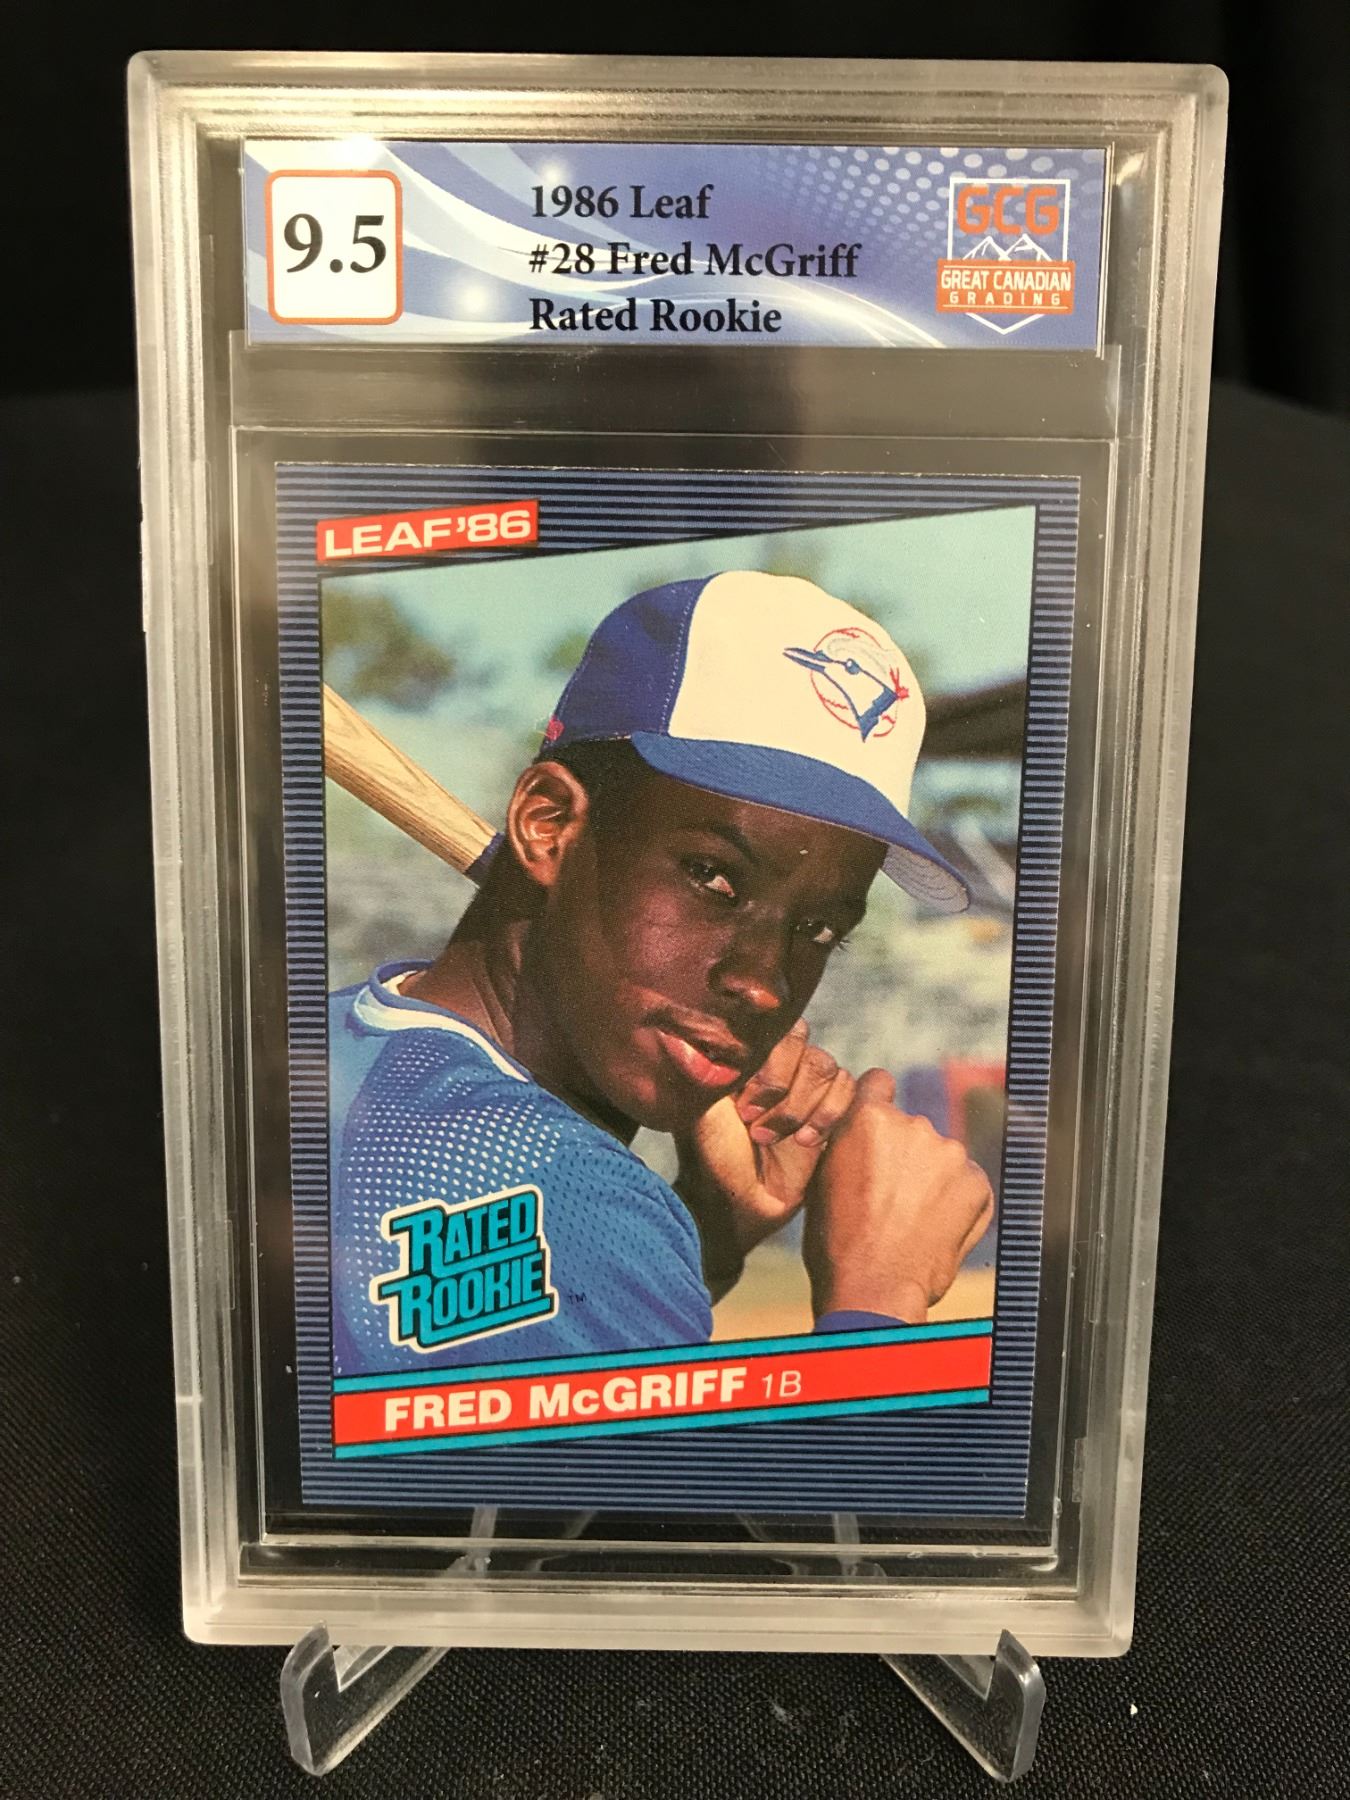 9.5
1986 Leaf
#28 Fred McGriff
Rated Rookie
GCG
GREAT CANADIAN
GRADING
LEAF '86
RATED
ROOKIE
TM
FRED McGRIFF 1B